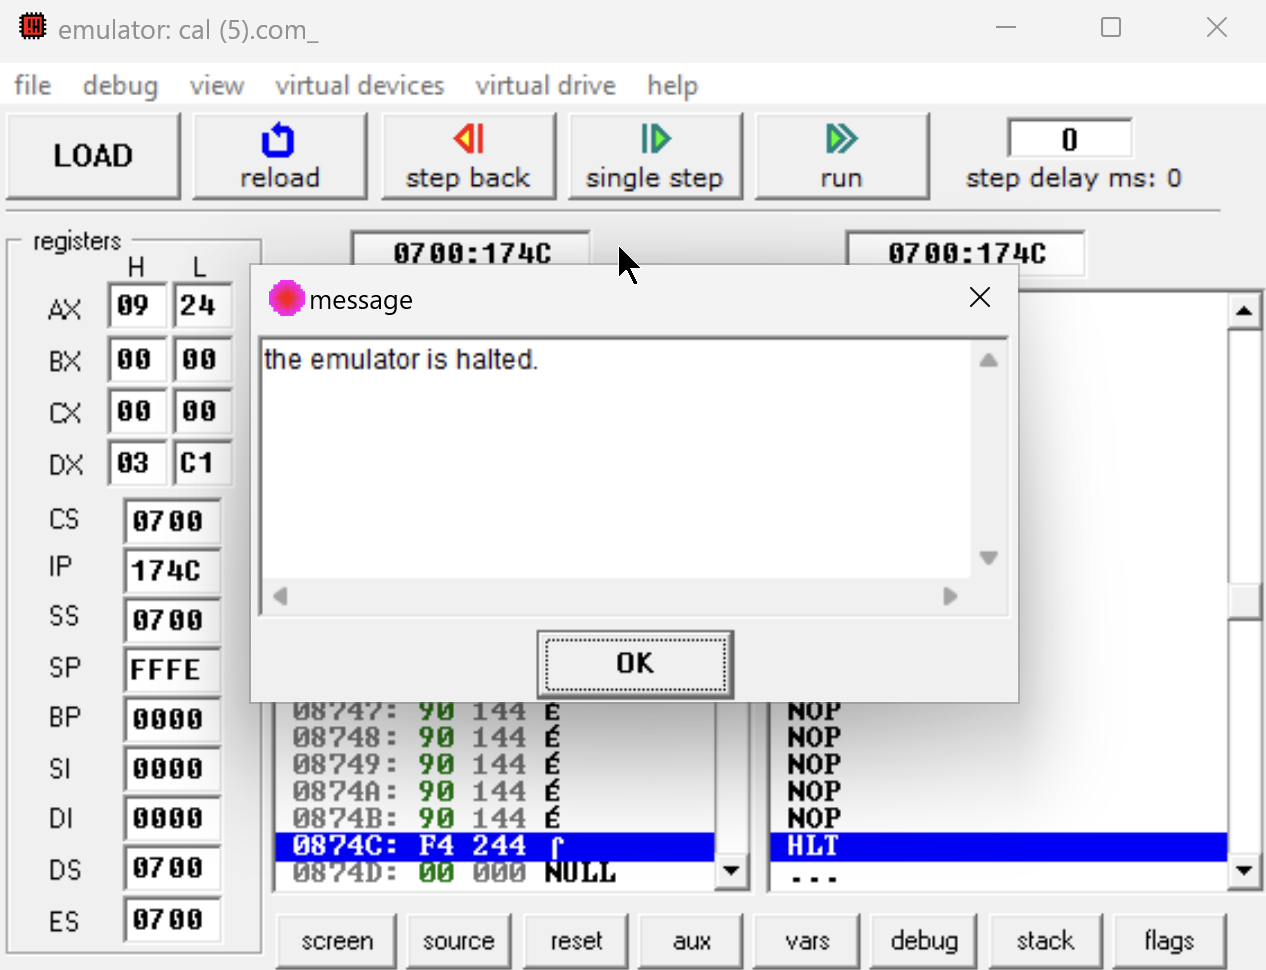 emulator: cal (5).com_
file debug view virtual devices virtual drive help
LOAD reload step back single step run 0
step delay ms: 0
registers
H L
0700:174C 0700:174C
AX 09 24
BX 00 00
CX 00 00
DX 03 C1
CS 0700
IP 174C
SS 0700
SP FFFE
BP 0000
SI 0000
DI 0000
DS 0700
ES 0700
message
the emulator is halted.
OK
08747: 90 144 É NOP
08748: 90 144 É NOP
08749: 90 144 É NOP
0874A: 90 144 É NOP
0874B: 90 144 É NOP
0874C: F4 244 ⌠ HLT
0874D: 00 000 NULL ...
screen source reset aux vars debug stack flags